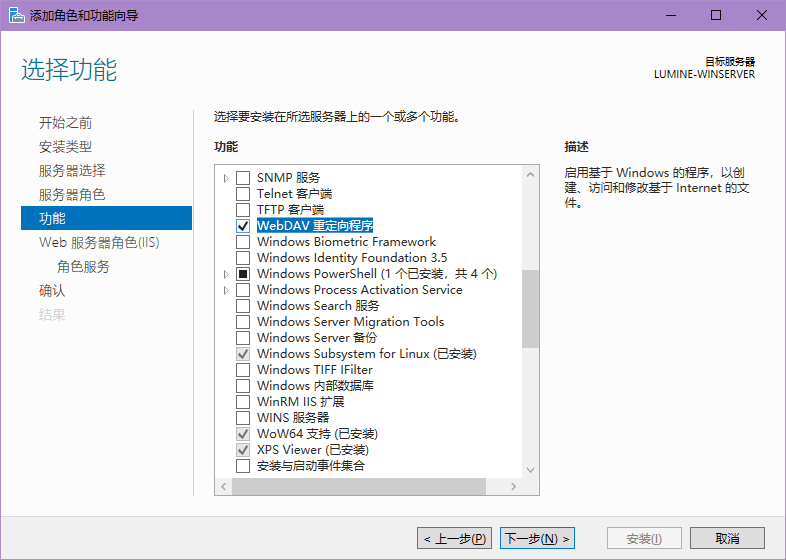 添加角色和功能向导
选择功能
目标服务器
LUMINE-WINSERVER
开始之前
安装类型
服务器选择
服务器角色
功能
Web 服务器角色(IIS)
角色服务
确认
结果
选择要安装在所选服务器上的一个或多个功能。
功能
SNMP 服务
Telnet 客户端
TFTP 客户端
WebDAV 重定向程序
Windows Biometric Framework
Windows Identity Foundation 3.5
Windows PowerShell (1 个已安装，共 4 个)
Windows Process Activation Service
Windows Search 服务
Windows Server Migration Tools
Windows Server 备份
Windows Subsystem for Linux (已安装)
Windows TIFF IFilter
Windows 内部数据库
WinRM IIS 扩展
WINS 服务器
WoW64 支持 (已安装)
XPS Viewer (已安装)
安装与启动事件集合
描述
启用基于 Windows 的程序，以创
建、访问和修改基于 Internet 的文
件。
< 上一步(P)
下一步(N) >
安装(I)
取消